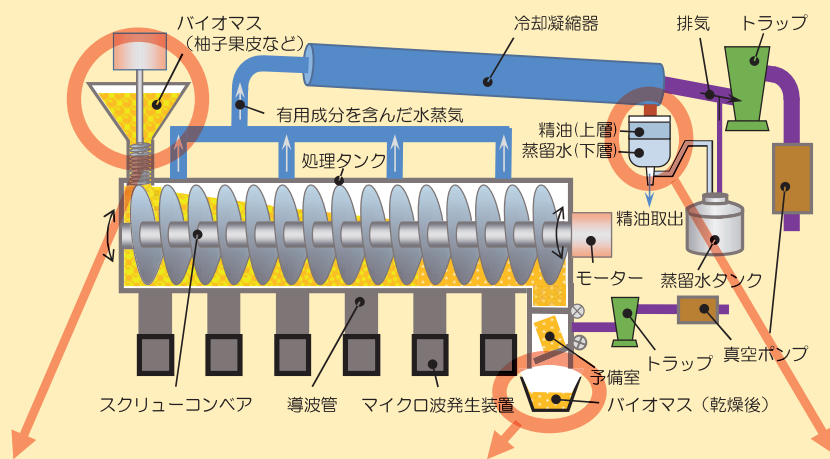 バイオマス
（柚子果皮など）
冷却凝縮器
排気
トラップ
有用成分を含んだ水蒸気
精油(上層)
蒸留水(下層)
処理タンク
精油取出
モーター
蒸留水タンク
トラップ
真空ポンプ
予備室
スクリューコンベア
導波管
マイクロ波発生装置
バイオマス（乾燥後）